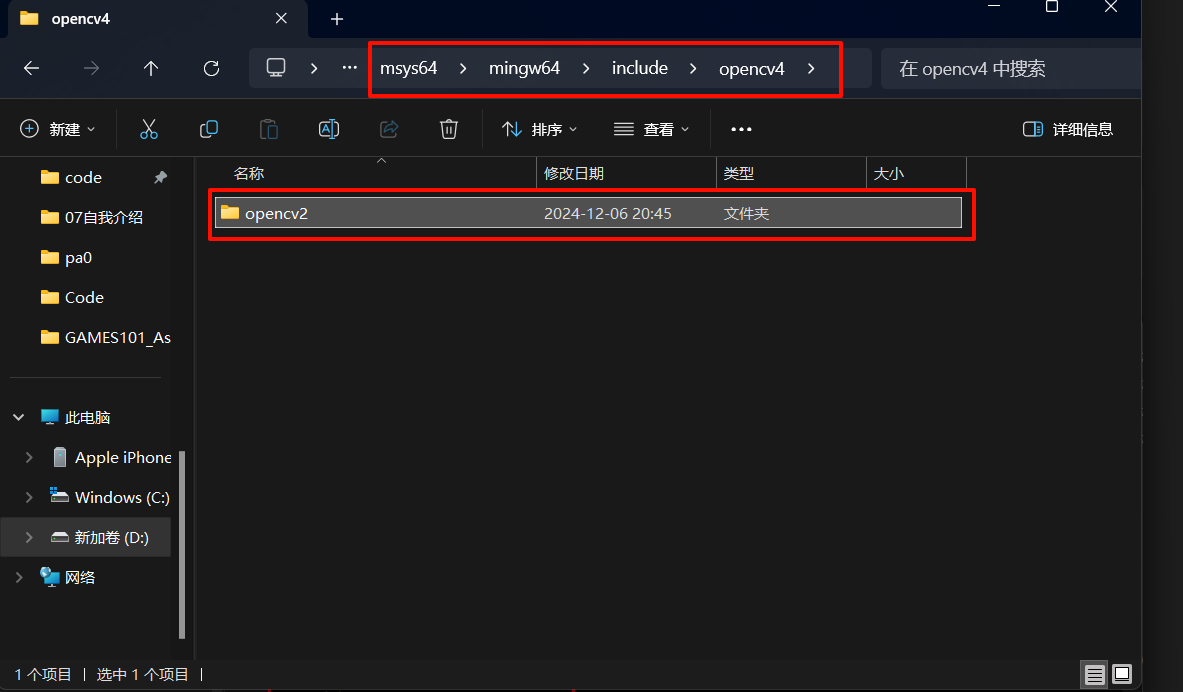 opencv4
msys64 mingw64 include opencv4
在 opencv4 中搜索
新建 排序 查看 详细信息
名称 修改日期 类型 大小
code
opencv2 2024-12-06 20:45 文件夹
07自我介绍
pa0
Code
GAMES101_As
此电脑
Apple iPhone
Windows (C:)
新加卷 (D:)
网络
1 个项目 选中 1 个项目